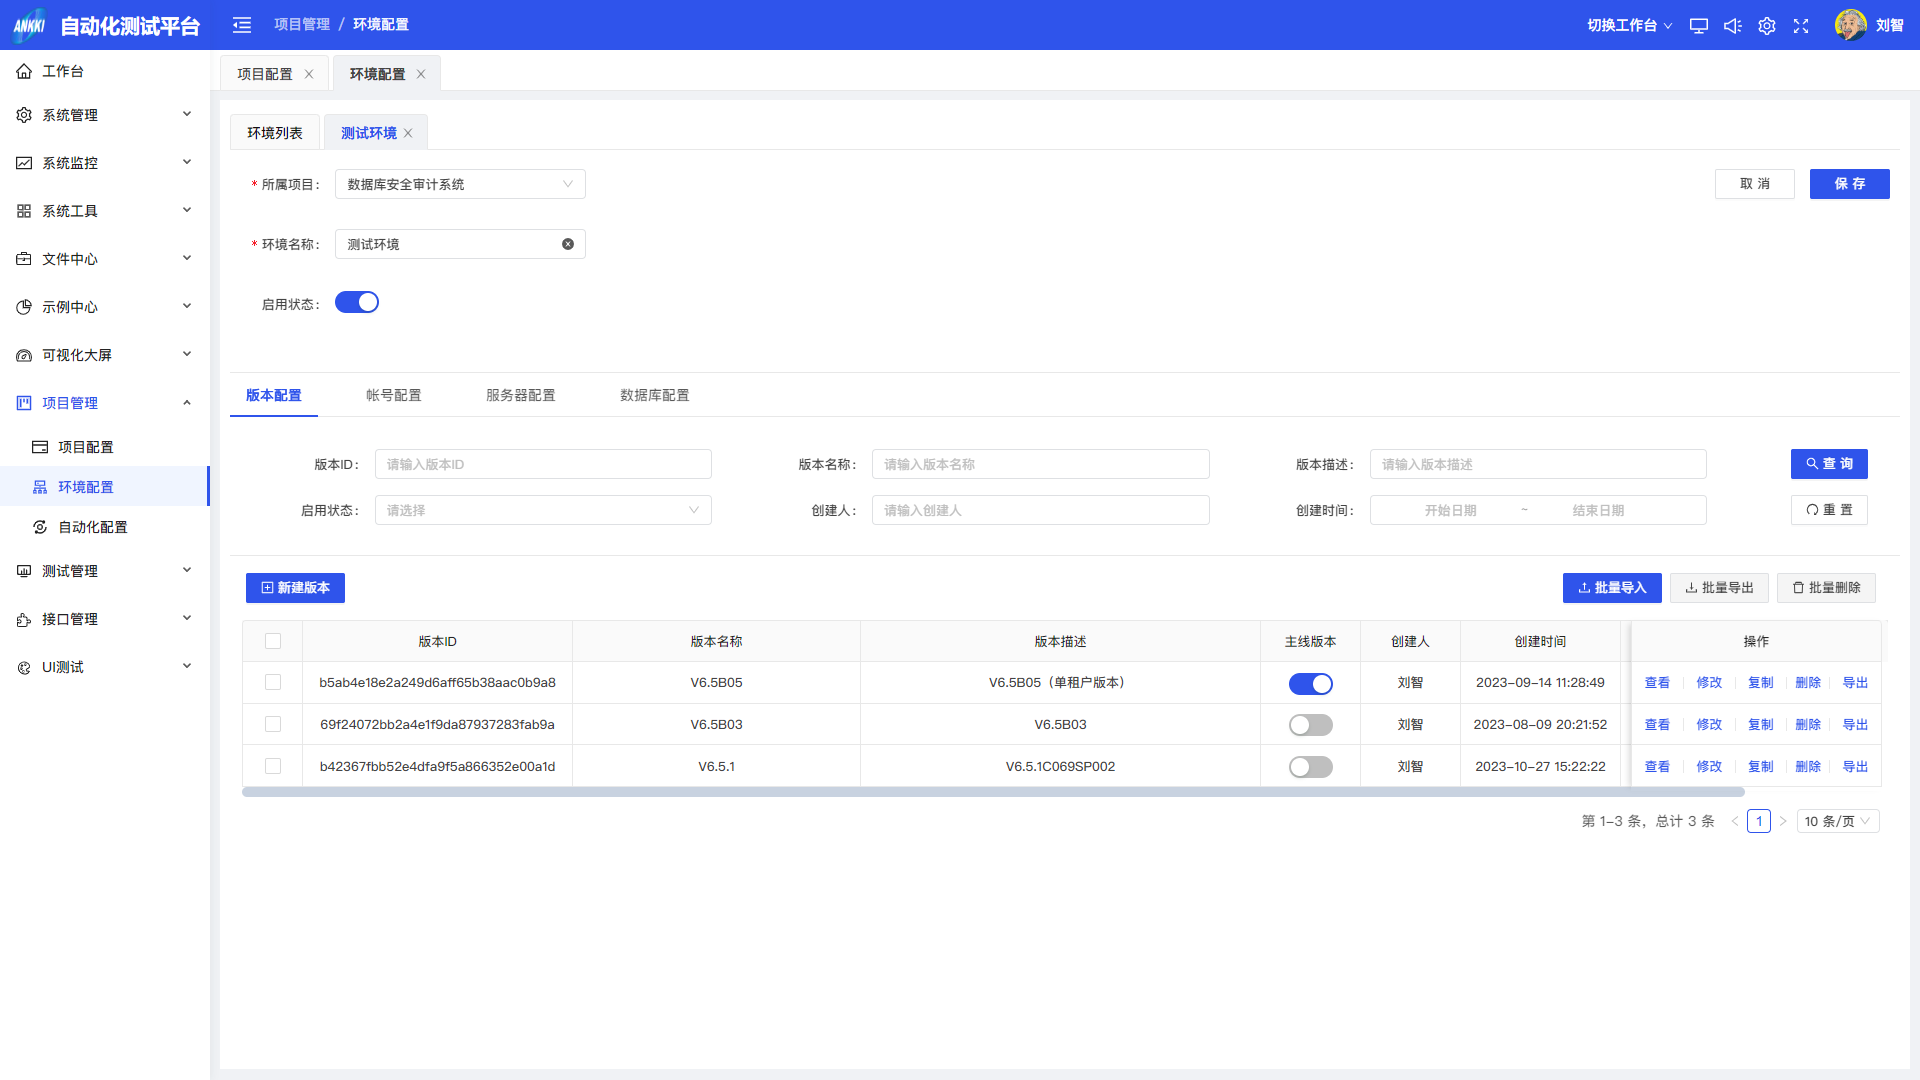 ANKKI 自动化测试平台
项目管理 / 环境配置
切换工作台
刘智
工作台
系统管理
系统监控
系统工具
文件中心
示例中心
可视化大屏
项目管理
项目配置
环境配置
自动化配置
测试管理
接口管理
UI测试
项目配置
环境配置
环境列表
测试环境
* 所属项目： 数据库安全审计系统
取 消
保 存
* 环境名称： 测试环境
启用状态：
版本配置
帐号配置
服务器配置
数据库配置
版本ID： 请输入版本ID
版本名称： 请输入版本名称
版本描述： 请输入版本描述
查 询
启用状态： 请选择
创建人： 请输入创建人
创建时间： 开始日期 ~ 结束日期
重 置
新建版本
批量导入
批量导出
批量删除
版本ID 版本名称 版本描述 主线版本 创建人 创建时间 操作
b5ab4e18e2a249d6aff65b38aac0b9a8 V6.5B05 V6.5B05（单租户版本） 刘智 2023-09-14 11:28:49 查看 修改 复制 删除 导出
69f24072bb2a4e1f9da87937283fab9a V6.5B03 V6.5B03 刘智 2023-08-09 20:21:52 查看 修改 复制 删除 导出
b42367fbb52e4dfa9f5a866352e00a1d V6.5.1 V6.5.1C069SP002 刘智 2023-10-27 15:22:22 查看 修改 复制 删除 导出
第 1-3 条，总计 3 条 < 1 > 10 条/页